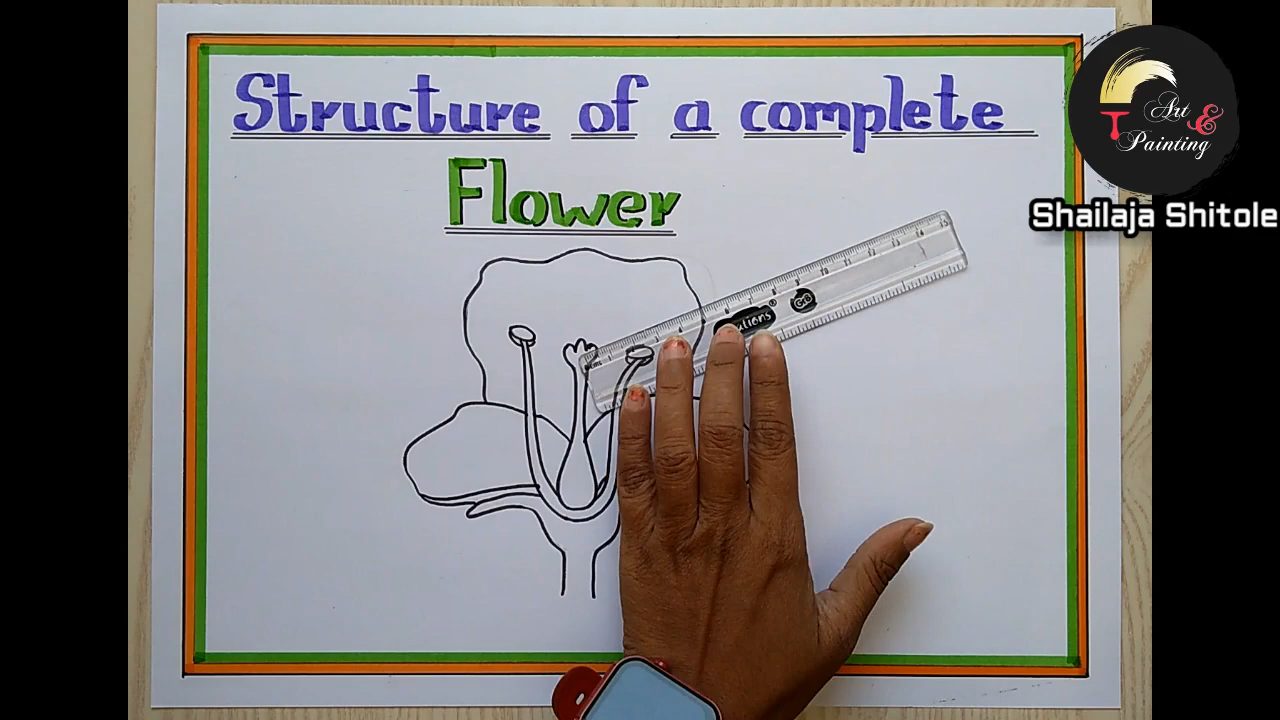 Structure of a complete
Flower
Art &
Painting
Shailaja Shitole